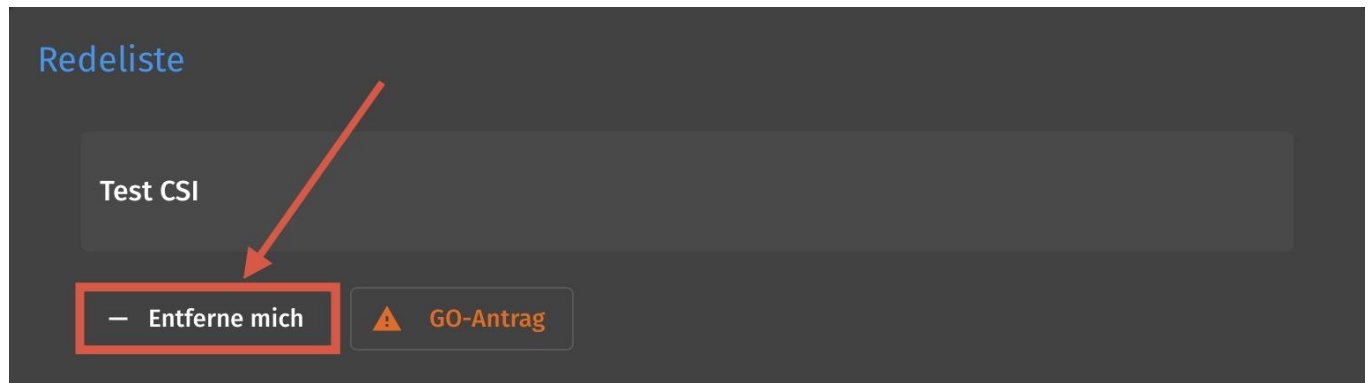 Redeliste
Test CSI
– Entferne mich
GO-Antrag